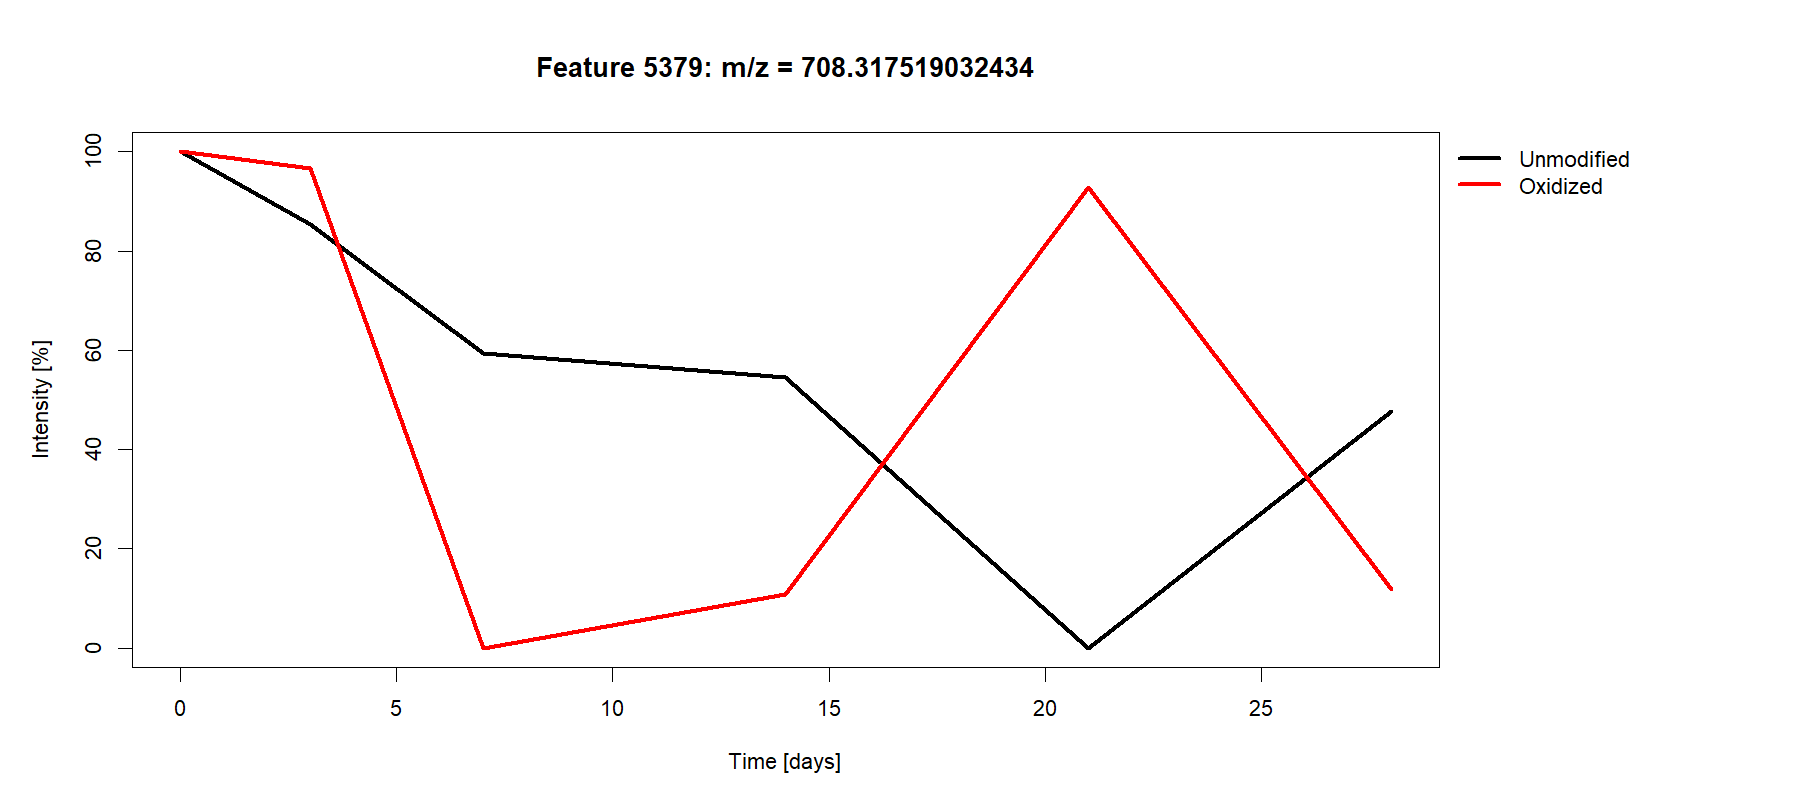 Feature 5379: m/z = 708.317519032434
Unmodified
Oxidized
Intensity [%]
100
80
60
40
20
0
0 5 10 15 20 25
Time [days]